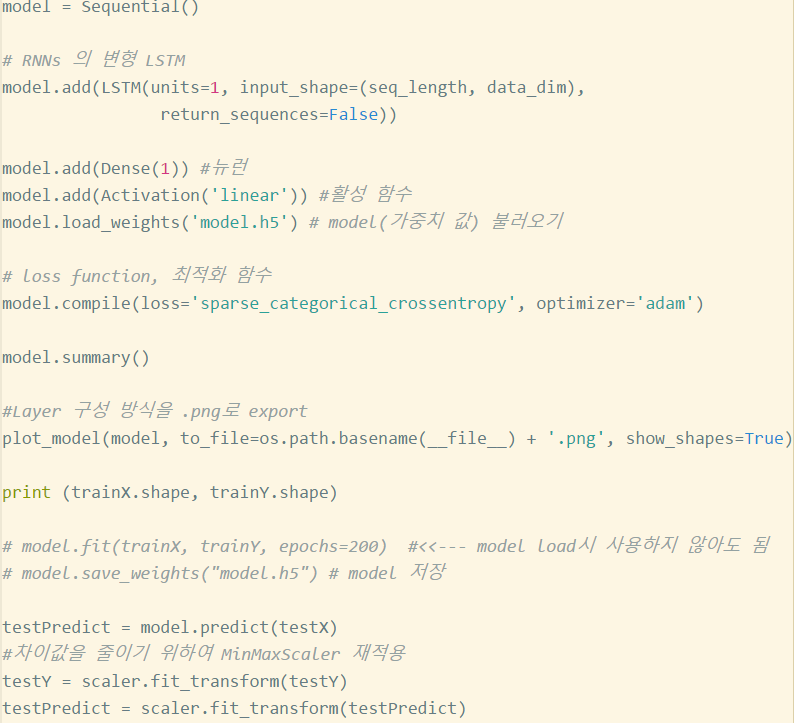 model = Sequential()
# RNNs 의 변형 LSTM
model.add(LSTM(units=1, input_shape=(seq_length, data_dim),
return_sequences=False))
model.add(Dense(1)) #뉴런
model.add(Activation('linear')) #활성 함수
model.load_weights('model.h5') # model(가중치 값) 불러오기
# loss function, 최적화 함수
model.compile(loss='sparse_categorical_crossentropy', optimizer='adam')
model.summary()
#Layer 구성 방식을 .png로 export
plot_model(model, to_file=os.path.basename(__file__) + '.png', show_shapes=True)
print (trainX.shape, trainY.shape)
# model.fit(trainX, trainY, epochs=200)  #<<--- model load시 사용하지 않아도 됨
# model.save_weights("model.h5") # model 저장
testPredict = model.predict(testX)
#차이값을 줄이기 위하여 MinMaxScaler 재적용
testY = scaler.fit_transform(testY)
testPredict = scaler.fit_transform(testPredict)